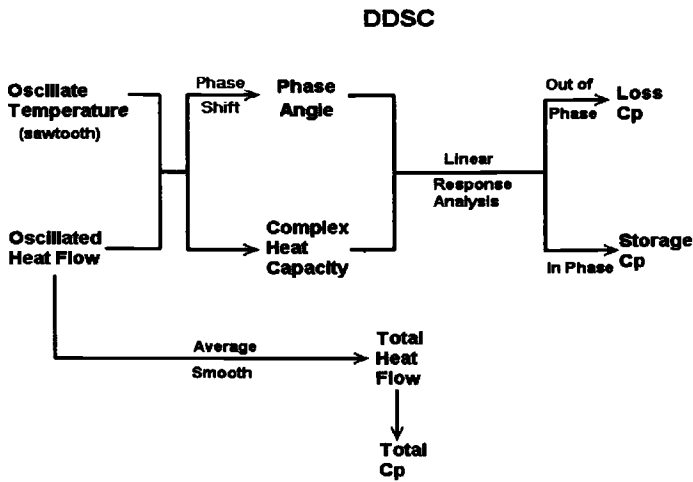 DDSC
Oscillate
Temperature
(sawtooth)
Phase
Shift
Phase
Angle
Out of
Phase
Loss
Cp
Linear
Response
Analysis
Oscillated
Heat Flow
Complex
Heat
Capacity
In Phase
Storage
Cp
Average
Smooth
Total
Heat
Flow
Total
Cp